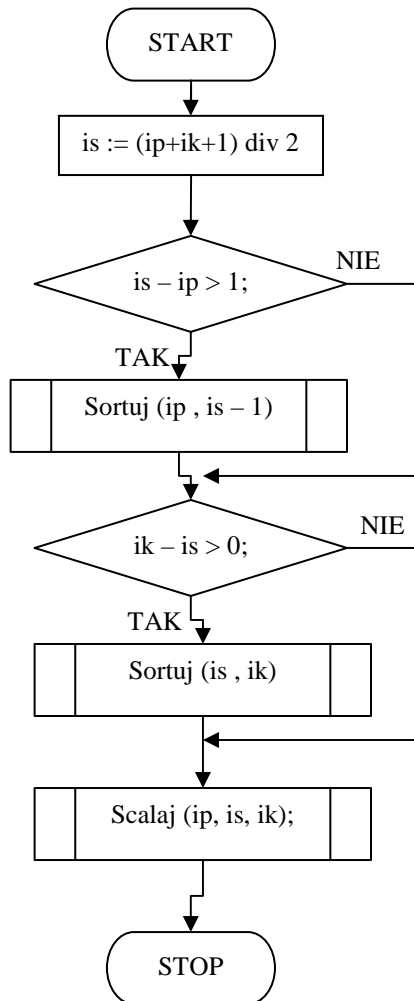 START
is := (ip+ik+1) div 2
NIE
is – ip > 1;
TAK
Sortuj (ip , is – 1)
ik – is > 0;
NIE
TAK
Sortuj (is , ik)
Scalaj (ip, is, ik);
STOP